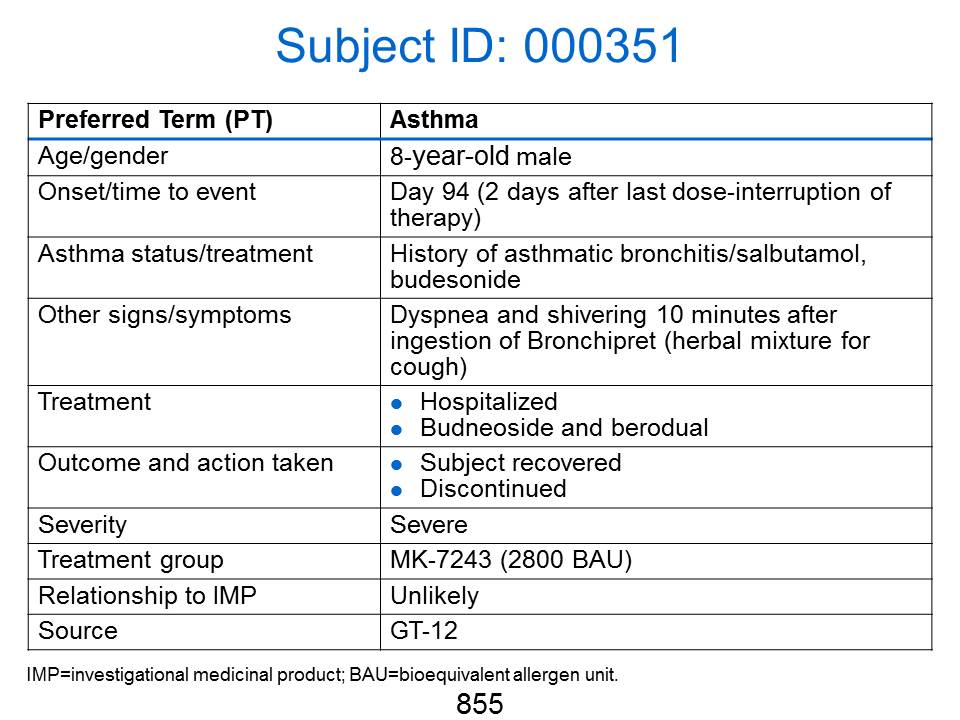 Subject ID: 000351
Preferred Term (PT) Asthma
Age/gender 8-year-old male
Onset/time to event Day 94 (2 days after last dose-interruption of
therapy)
Asthma status/treatment History of asthmatic bronchitis/salbutamol,
budesonide
Other signs/symptoms Dyspnea and shivering 10 minutes after
ingestion of Bronchipret (herbal mixture for
cough)
Treatment ● Hospitalized
● Budneoside and berodual
Outcome and action taken ● Subject recovered
● Discontinued
Severity Severe
Treatment group MK-7243 (2800 BAU)
Relationship to IMP Unlikely
Source GT-12
IMP=investigational medicinal product; BAU=bioequivalent allergen unit.
855